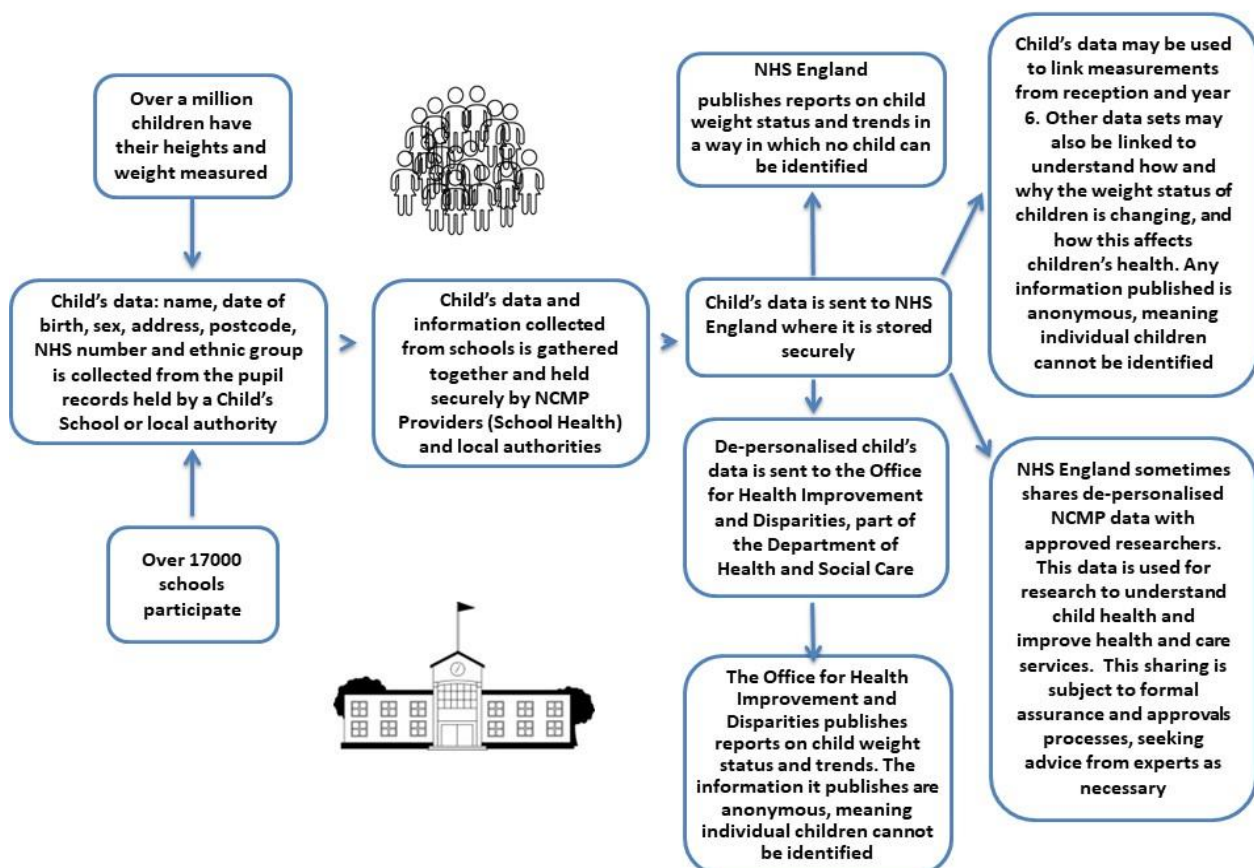 Over a million
children have
their heights and
weight measured
Child’s data: name, date of
birth, sex, address, postcode,
NHS number and ethnic group
is collected from the pupil
records held by a Child’s
School or local authority
Over 17000
schools
participate
Child’s data and
information collected
from schools is gathered
together and held
securely by NCMP
Providers (School Health)
and local authorities
NHS England
publishes reports on child
weight status and trends in
a way in which no child can
be identified
Child’s data is sent to NHS
England where it is stored
securely
De-personalised child’s
data is sent to the Office
for Health Improvement
and Disparities, part of
the Department of
Health and Social Care
The Office for Health
Improvement and
Disparities publishes
reports on child weight
status and trends. The
information it publishes are
anonymous, meaning
individual children cannot
be identified
Child’s data may be used
to link measurements
from reception and year
6. Other data sets may
also be linked to
understand how and
why the weight status of
children is changing, and
how this affects
children’s health. Any
information published is
anonymous, meaning
individual children
cannot be identified
NHS England sometimes
shares de-personalised
NCMP data with
approved researchers.
This data is used for
research to understand
child health and
improve health and care
services.  This sharing is
subject to formal
assurance and approvals
processes, seeking
advice from experts as
necessary